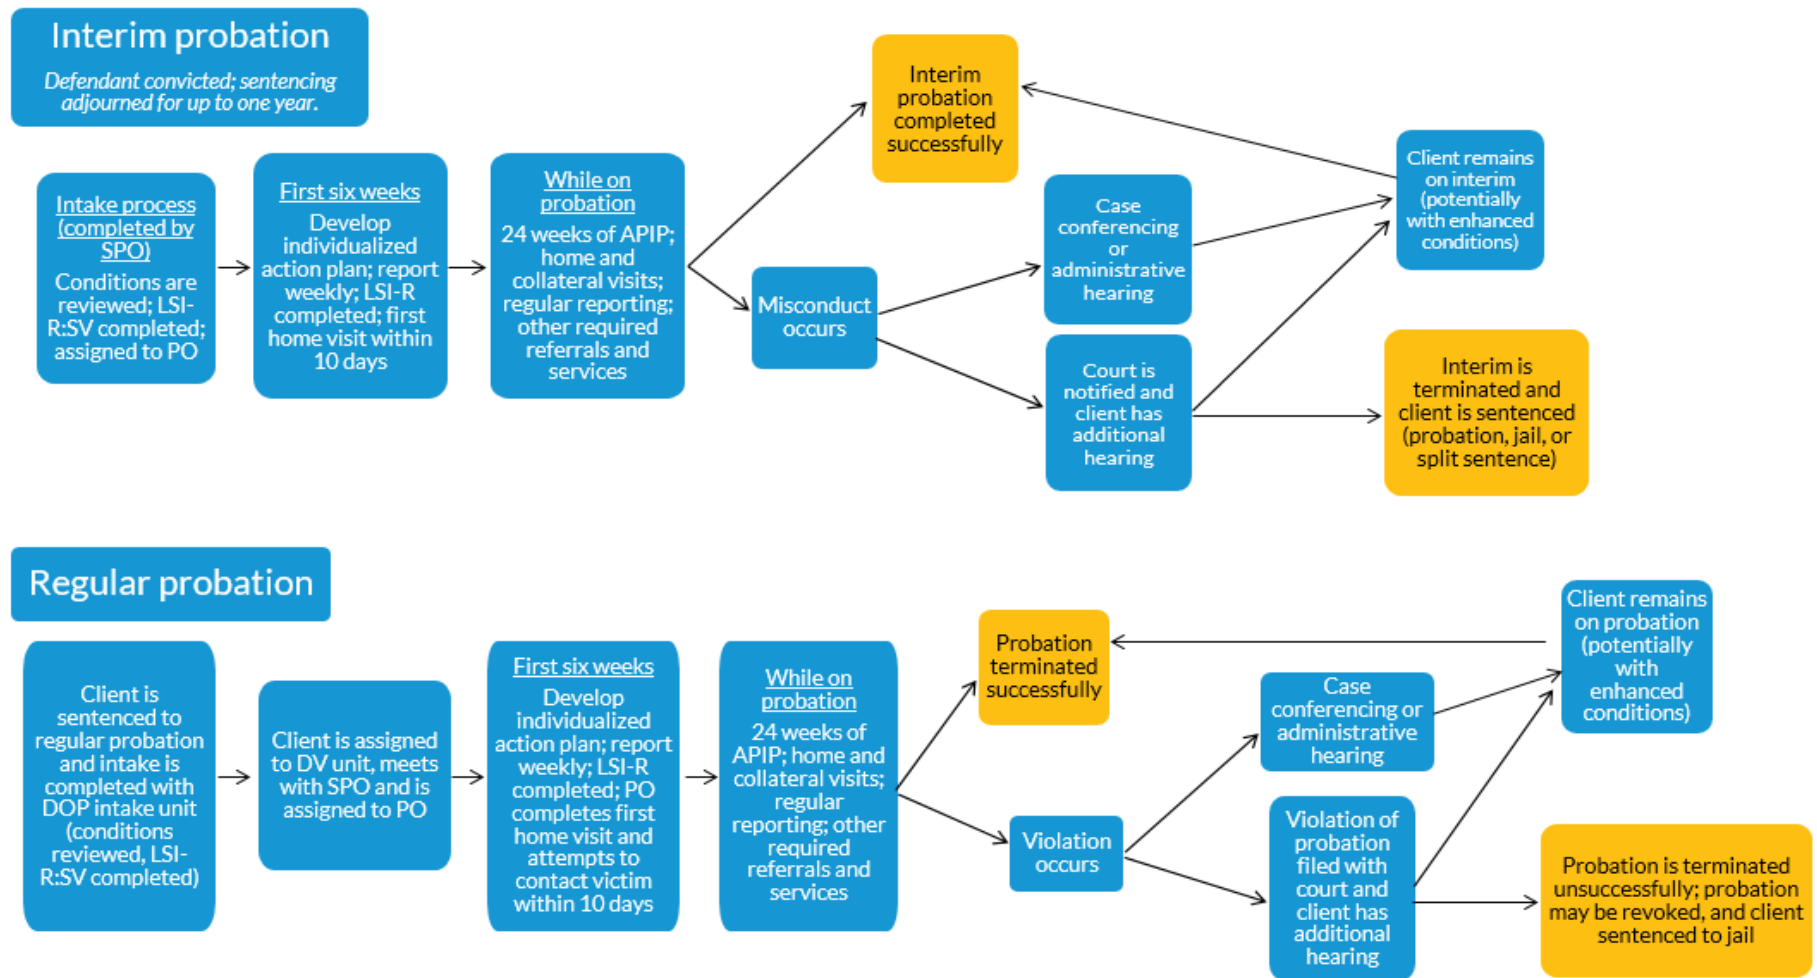 Interim probation
Defendant convicted; sentencing
adjourned for up to one year.
Intake process
(completed by
SPO)
Conditions are
reviewed; LSI-
R:SV completed;
assigned to PO
First six weeks
Develop
individualized
action plan; report
weekly; LSI-R
completed; first
home visit within
10 days
While on
probation
24 weeks of APIP;
home and
collateral visits;
regular reporting;
other required
referrals and
services
Interim
probation
completed
successfully
Misconduct
occurs
Case
conferencing
or
administrative
hearing
Court is
notified and
client has
additional
hearing
Client remains
on interim
(potentially
with enhanced
conditions)
Interim is
terminated and
client is sentenced
(probation, jail, or
split sentence)
Regular probation
Client is
sentenced to
regular probation
and intake is
completed with
DOP intake unit
(conditions
reviewed, LSI-
R:SV completed)
Client is assigned
to DV unit, meets
with SPO and is
assigned to PO
First six weeks
Develop
individualized
action plan; report
weekly; LSI-R
completed; PO
completes first
home visit and
attempts to
contact victim
within 10 days
While on
probation
24 weeks of
APIP; home and
collateral visits;
regular
reporting; other
required
referrals and
services
Probation
terminated
successfully
Violation
occurs
Case
conferencing or
administrative
hearing
Violation of
probation
filed with
court and
client has
additional
hearing
Client remains
on probation
(potentially
with
enhanced
conditions)
Probation is terminated
unsuccessfully; probation
may be revoked, and client
sentenced to jail